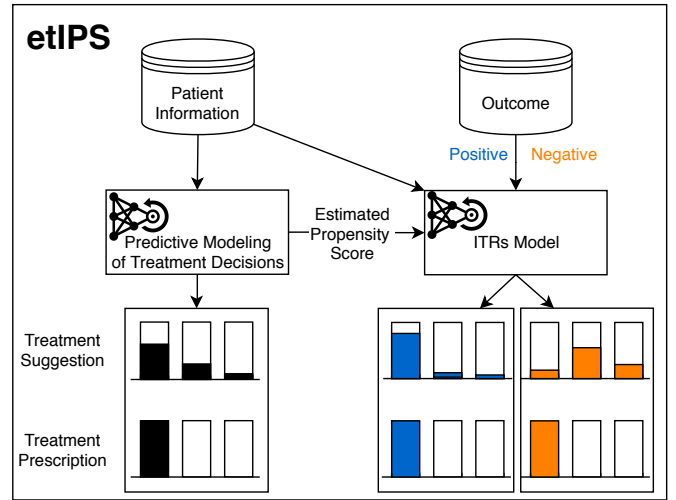 etIPS
Patient
Information
Outcome
Positive
Negative
Predictive Modeling
of Treatment Decisions
Estimated
Propensity
Score
ITRs Model
Treatment
Suggestion
Treatment
Prescription